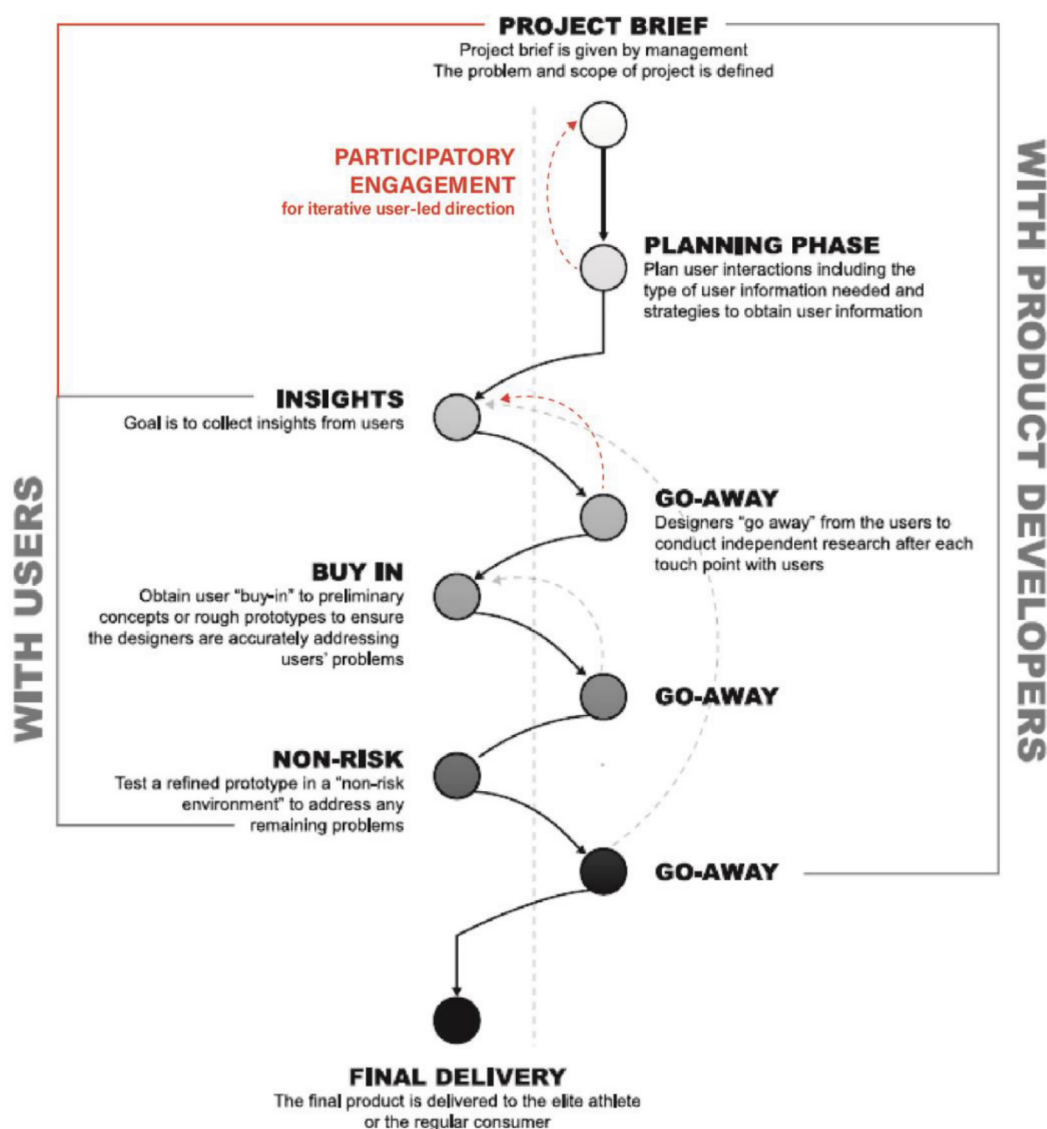 PROJECT BRIEF
Project brief is given by management
The problem and scope of project is defined
PARTICIPATORY
ENGAGEMENT
for iterative user-led direction
PLANNING PHASE
Plan user interactions including the
type of user information needed and
strategies to obtain user information
INSIGHTS
Goal is to collect insights from users
GO-AWAY
Designers “go away” from the users to
conduct independent research after each
touch point with users
BUY IN
Obtain user “buy-in” to preliminary
concepts or rough prototypes to ensure
the designers are accurately addressing
users’ problems
GO-AWAY
NON-RISK
Test a refined prototype in a “non-risk
environment” to address any
remaining problems
GO-AWAY
FINAL DELIVERY
The final product is delivered to the elite athlete
or the regular consumer
WITH USERS
WITH PRODUCT DEVELOPERS